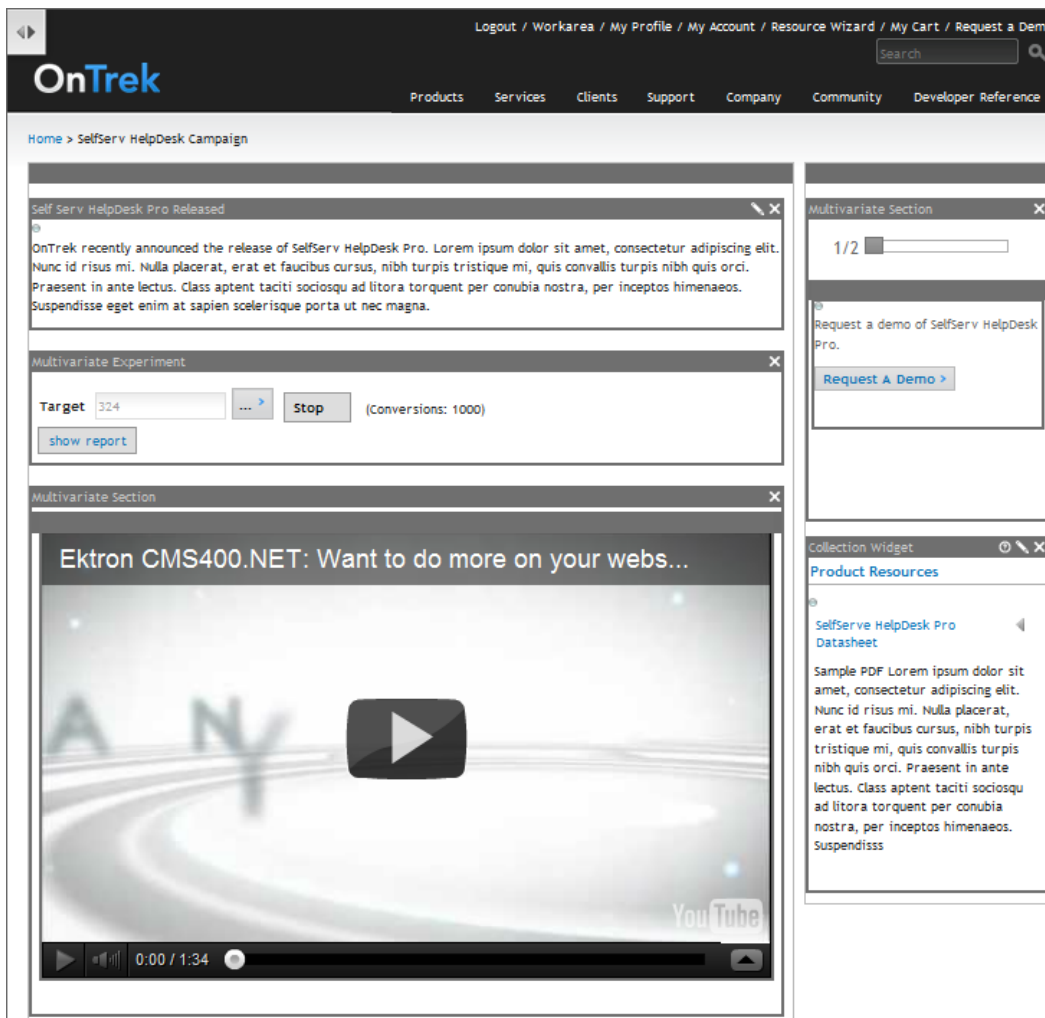 Logout / Workarea / My Profile / My Account / Resource Wizard / My Cart / Request a Dem
Search
OnTrek
Products Services Clients Support Company Community Developer Reference
Home > SelfServ HelpDesk Campaign
Self Serv HelpDesk Pro Released
OnTrek recently announced the release of SelfServ HelpDesk Pro. Lorem ipsum dolor sit amet, consectetur adipiscing elit.
Nunc id risus mi. Nulla placerat, erat et faucibus cursus, nibh turpis tristique mi, quis convallis turpis nibh quis orci.
Praesent in ante lectus. Class aptent taciti sociosqu ad litora torquent per conubia nostra, per inceptos himenaeos.
Suspendisse eget enim at sapien scelerisque porta ut nec magna.
Multivariate Experiment
Target 324 ... > Stop (Conversions: 1000)
show report
Multivariate Section
Ektron CMS400.NET: Want to do more on your webs...
A N Y
You Tube
0:00 / 1:34
Multivariate Section
1/2
Request a demo of SelfServ HelpDesk
Pro.
Request A Demo >
Collection Widget
Product Resources
SelfServe HelpDesk Pro
Datasheet
Sample PDF Lorem ipsum dolor sit
amet, consectetur adipiscing elit.
Nunc id risus mi. Nulla placerat,
erat et faucibus cursus, nibh turpis
tristique mi, quis convallis turpis
nibh quis orci. Praesent in ante
lectus. Class aptent taciti sociosqu
ad litora torquent per conubia
nostra, per inceptos himenaeos.
Suspendisss